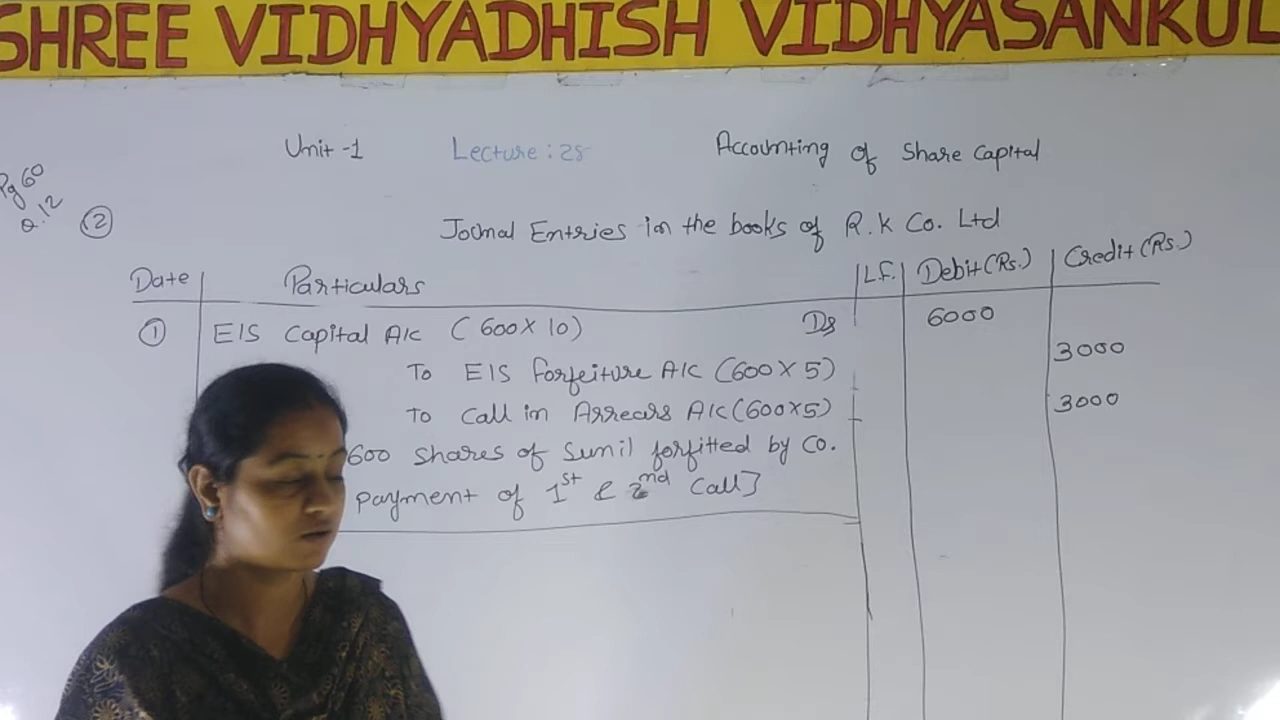 SHREE VIDHYADHISH VIDHYASANKUL
Unit -1 Lecture : 28 Accounting of Share Capital
Pg 60
Q.12
② Journal Entries in the books of R.K Co. Ltd
Date Particulars L.F. Debit (Rs.) Credit (Rs.)
① E/S Capital A/c (600 X 10) Dr 6000
To E/S Forfeiture A/c (600 X 5) 3000
To Call in Arrears A/c (600 X 5) 3000
600 shares of Sunil forfitted by Co.
payment of 1st & 2nd Call]